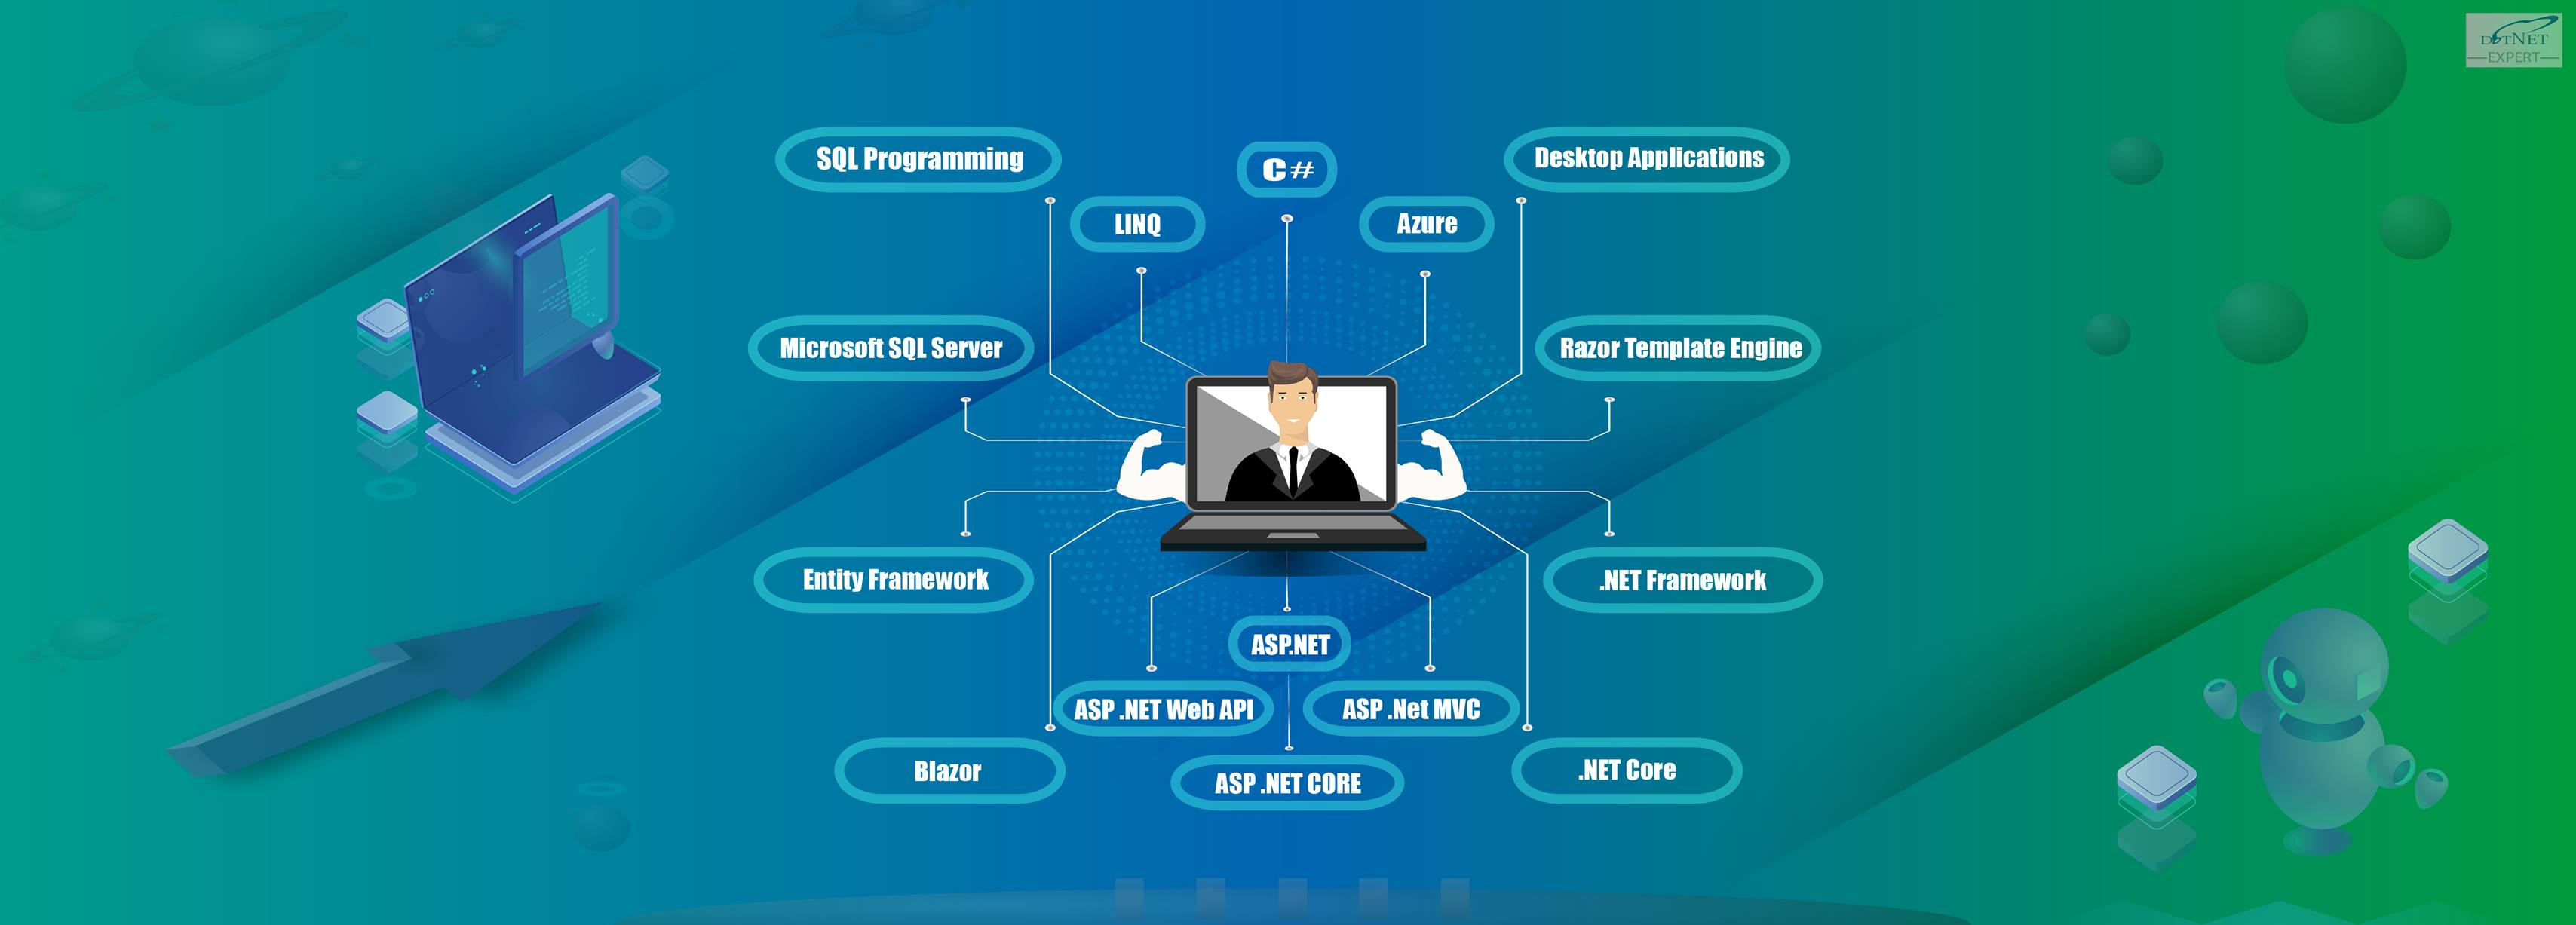 DOTNET
EXPERT
SQL Programming
C#
Desktop Applications
LINQ
Azure
Microsoft SQL Server
Razor Template Engine
Entity Framework
.NET Framework
ASP.NET
ASP .NET Web API
ASP .Net MVC
Blazor
ASP .NET CORE
.NET Core